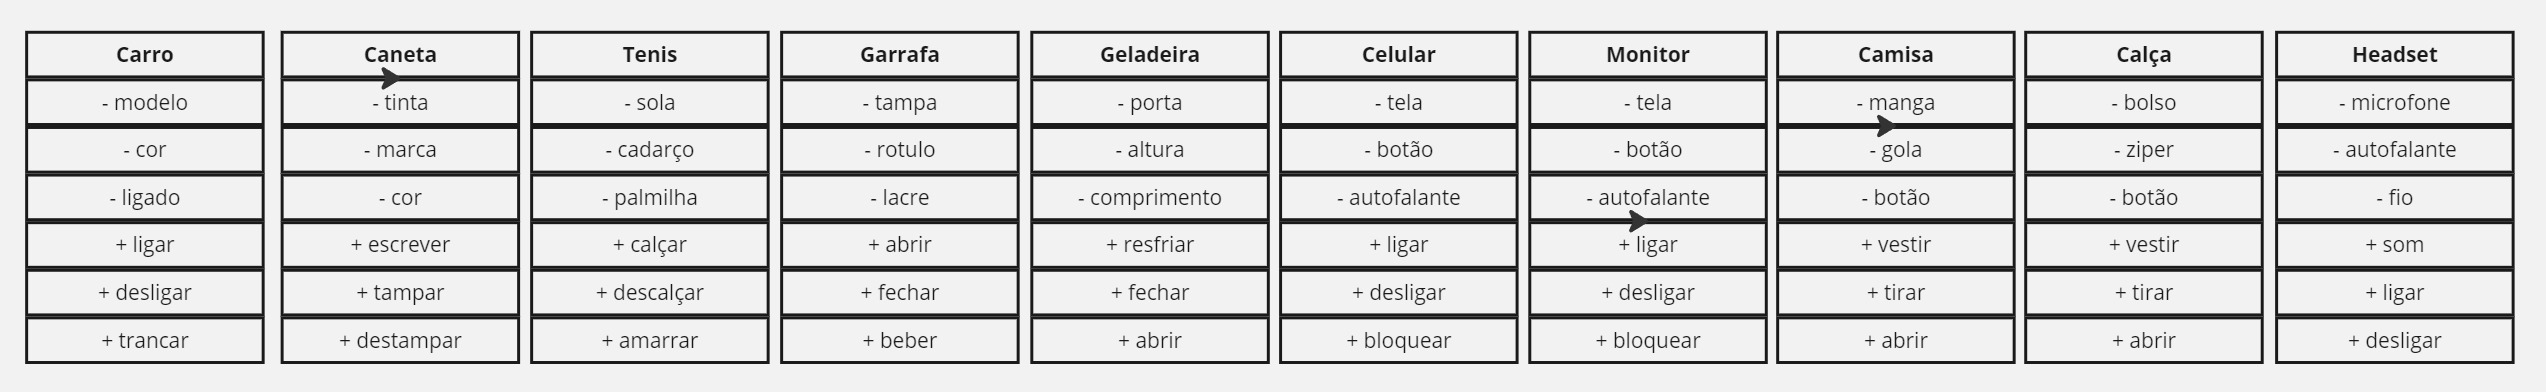 Carro
- modelo
- cor
- ligado
+ ligar
+ desligar
+ trancar
Caneta
- tinta
- marca
- cor
+ escrever
+ tampar
+ destampar
Tenis
- sola
- cadarço
- palmilha
+ calçar
+ descalçar
+ amarrar
Garrafa
- tampa
- rotulo
- lacre
+ abrir
+ fechar
+ beber
Geladeira
- porta
- altura
- comprimento
+ resfriar
+ fechar
+ abrir
Celular
- tela
- botão
- autofalante
+ ligar
+ desligar
+ bloquear
Monitor
- tela
- botão
- autofalante
+ ligar
+ desligar
+ bloquear
Camisa
- manga
- gola
- botão
+ vestir
+ tirar
+ abrir
Calça
- bolso
- ziper
- botão
+ vestir
+ tirar
+ abrir
Headset
- microfone
- autofalante
- fio
+ som
+ ligar
+ desligar